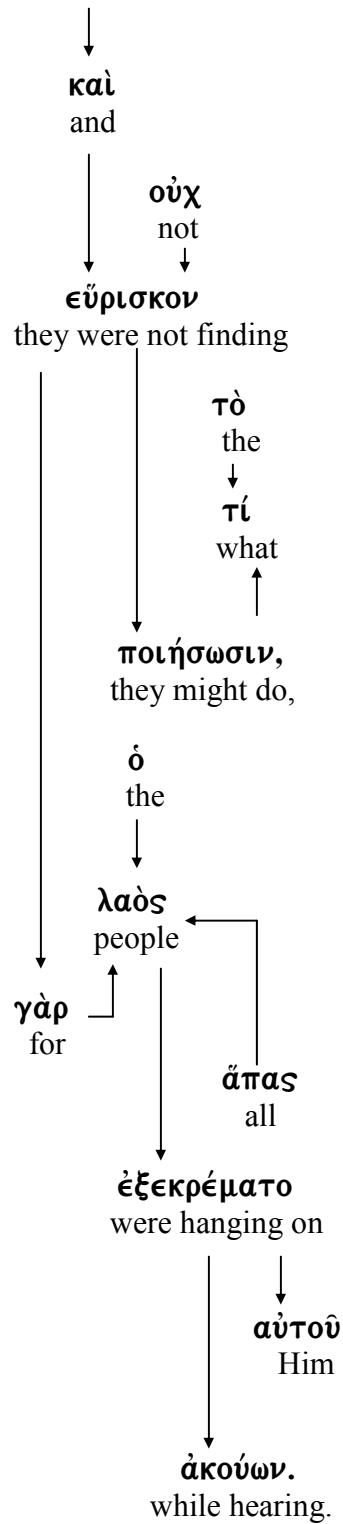 καὶ
and
οὐχ
not
εὕρισκον
they were not finding
τὸ
the
τί
what
ποιήσωσιν,
they might do,
ὁ
the
λαὸς
people
γὰρ
for
ἅπας
all
ἐξεκρέματο
were hanging on
αὐτοῦ
Him
ἀκούων.
while hearing.